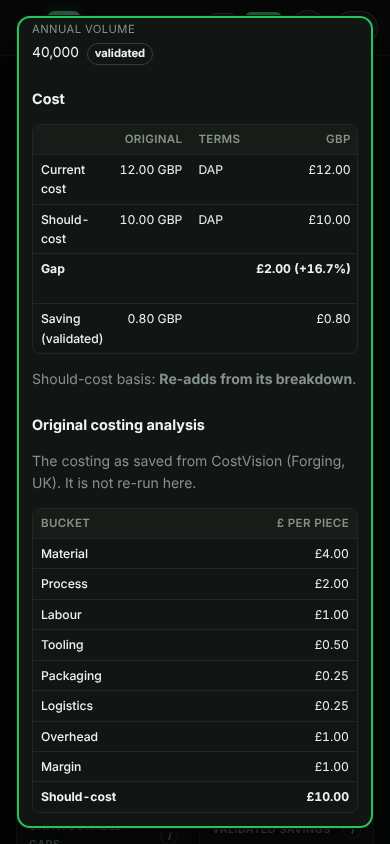 ANNUAL VOLUME
40,000 validated
Cost
ORIGINAL TERMS GBP
Current cost 12.00 GBP DAP £12.00
Should-cost 10.00 GBP DAP £10.00
Gap £2.00 (+16.7%)
Saving (validated) 0.80 GBP £0.80
Should-cost basis: Re-adds from its breakdown.
Original costing analysis
The costing as saved from CostVision (Forging,
UK). It is not re-run here.
BUCKET £ PER PIECE
Material £4.00
Process £2.00
Labour £1.00
Tooling £0.50
Packaging £0.25
Logistics £0.25
Overhead £1.00
Margin £1.00
Should-cost £10.00
VALIDATED SAVINGS i